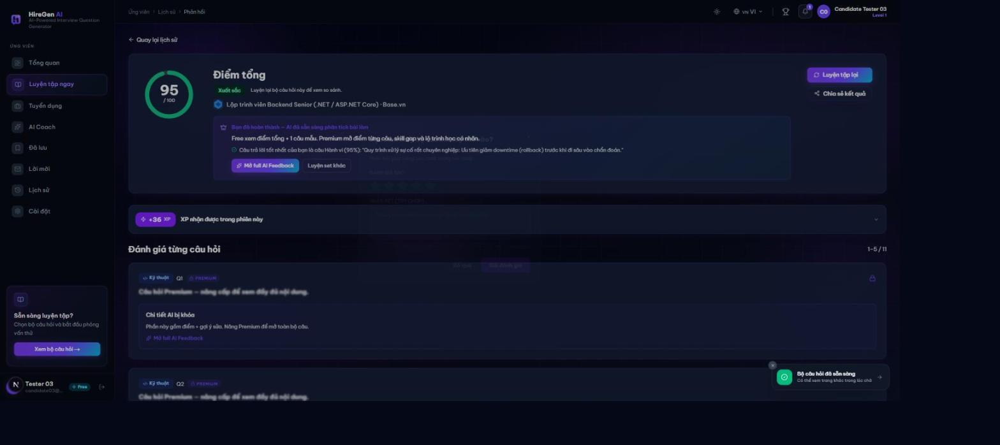 HireGen AI
AI-Powered Interview Question
Generator
ỨNG VIÊN
Tổng quan
Luyện tập ngay
Tuyển dụng
AI Coach
Đã lưu
Lời mời
Lịch sử
Cài đặt
Sẵn sàng luyện tập?
Chọn bộ câu hỏi và bắt đầu phỏng
vấn thử
Xem bộ câu hỏi →
N
Tester 03
candidate03@...
Free
Ứng viên > Lịch sử > Phản hồi
VN VI
1
C0
Candidate Tester 03
Level 1
← Quay lại lịch sử
95
/ 100
Điểm tổng
Xuất sắc
Luyện lại bộ câu hỏi này để xem so sánh.
Lập trình viên Backend Senior (.NET / ASP.NET Core) · Base.vn
Luyện tập lại
Chia sẻ kết quả
Bạn đã hoàn thành — AI đã sẵn sàng phân tích bài làm
Free xem điểm tổng + 1 câu mẫu. Premium mở điểm từng câu, skill gap và lộ trình học cá nhân.
Câu trả lời tốt nhất của bạn là câu Hành vi (95%): "Quy trình xử lý sự cố rất chuyên nghiệp: Ưu tiên giảm downtime (rollback) trước khi đi sâu vào chẩn đoán."
Mở full AI Feedback
Luyện set khác
+36 XP
XP nhận được trong phiên này
Bỏ qua
Gửi đánh giá
Đánh giá từng câu hỏi
1–5 / 11
Kỹ thuật
Q1
PREMIUM
Câu hỏi Premium — nâng cấp để xem đầy đủ nội dung.
Chi tiết AI bị khóa
Phần này gồm điểm + gợi ý sửa. Nâng Premium để mở toàn bộ câu.
Mở full AI Feedback
Kỹ thuật
Q2
PREMIUM
Câu hỏi Premium — nâng cấp để xem đầy đủ nội dung.
Bộ câu hỏi đã sẵn sàng
Có thể xem trang khác trong lúc chờ